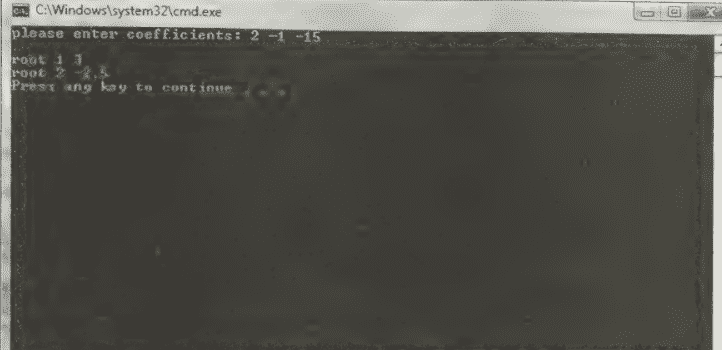 C:\Windows\system32\cmd.exe
please enter coefficients: 2 -1 -15
root 1 3
root 2 -2.5
Press any key to continue . . .